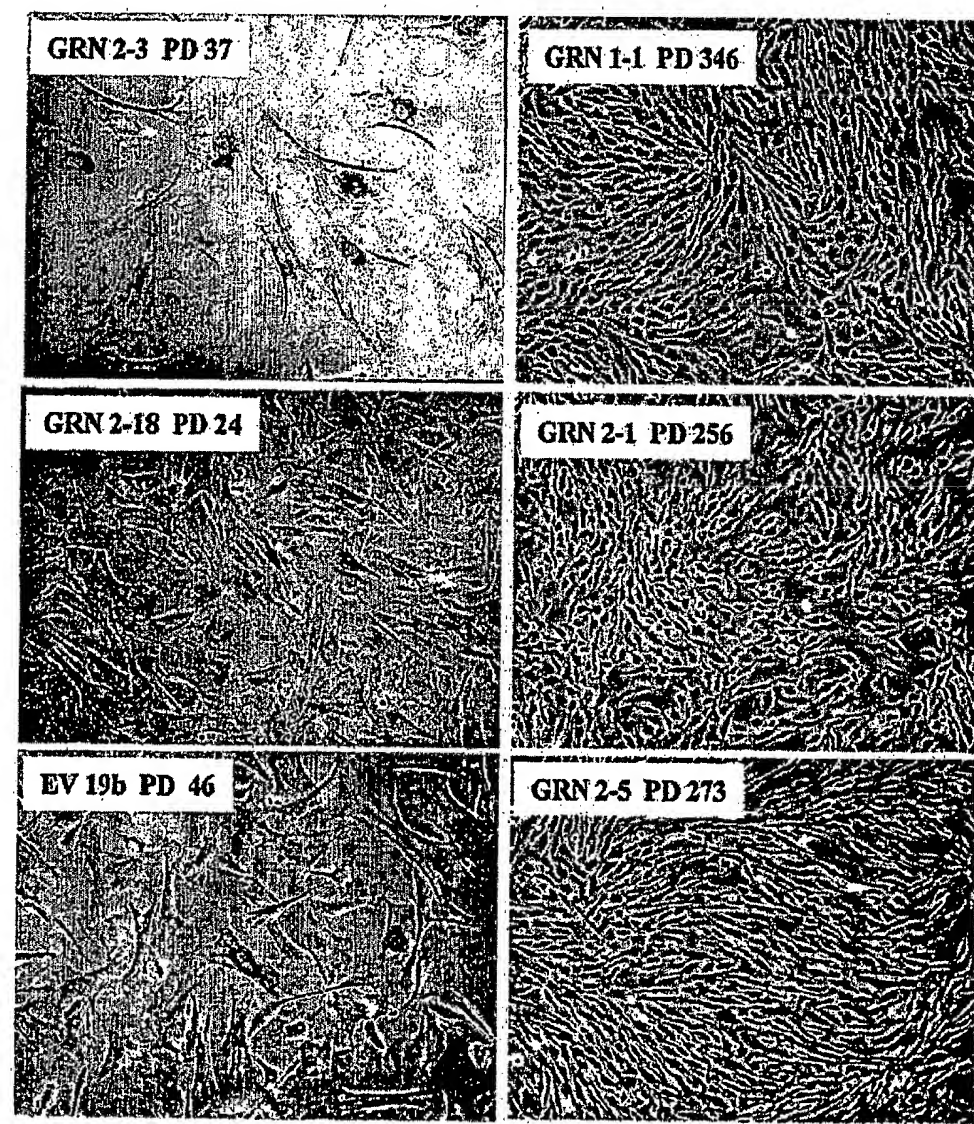 GRN 2-3 PD 37
GRN 1-1 PD 346
GRN 2-18 PD 24
GRN 2-1 PD 256
EV 19b PD 46
GRN 2-5 PD 273